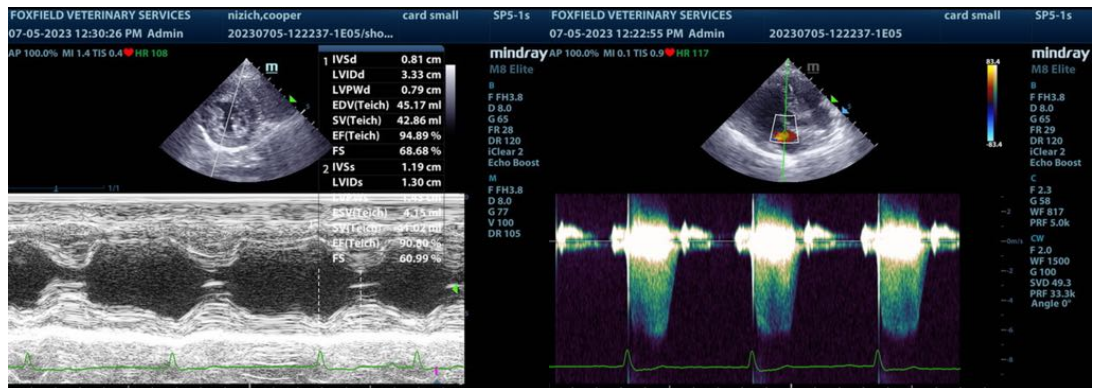 FOXFIELD VETERINARY SERVICES nizich,cooper card small SP5-1s
07-05-2023 12:30:26 PM Admin 20230705-122237-1E05/sho...
AP 100.0% MI 1.4 TIS 0.4 HR 108
mindray
M8 Elite
m
1 IVSd 0.81 cm
LVIDd 3.33 cm
LVPWd 0.79 cm
EDV(Teich) 45.17 ml
SV(Teich) 42.86 ml
EF(Teich) 94.89 %
FS 68.68 %
2 IVSs 1.19 cm
LVIDs 1.30 cm
ESV(Teich) 4.15 ml
EF(Teich) 90.80 %
FS 60.99 %
B
F FH3.8
D 8.0
G 65
FR 28
DR 120
iClear 2
Echo Boost
M
F FH3.8
D 8.0
G 77
V 100
DR 105
1/1
FOXFIELD VETERINARY SERVICES card small SP5-1s
07-05-2023 12:22:55 PM Admin 20230705-122237-1E05
AP 100.0% MI 0.1 TIS 0.9 HR 117
mindray
M8 Elite
m
83.4
-83.4
B
F FH3.8
D 8.0
G 65
FR 29
DR 120
iClear 2
Echo Boost
C
F 2.3
G 58
WF 817
PRF 5.0k
CW
F 2.0
WF 1500
G 100
SVD 49.3
PRF 33.3k
Angle 0°
-2
-0m/s
-2
-4
-6
-8